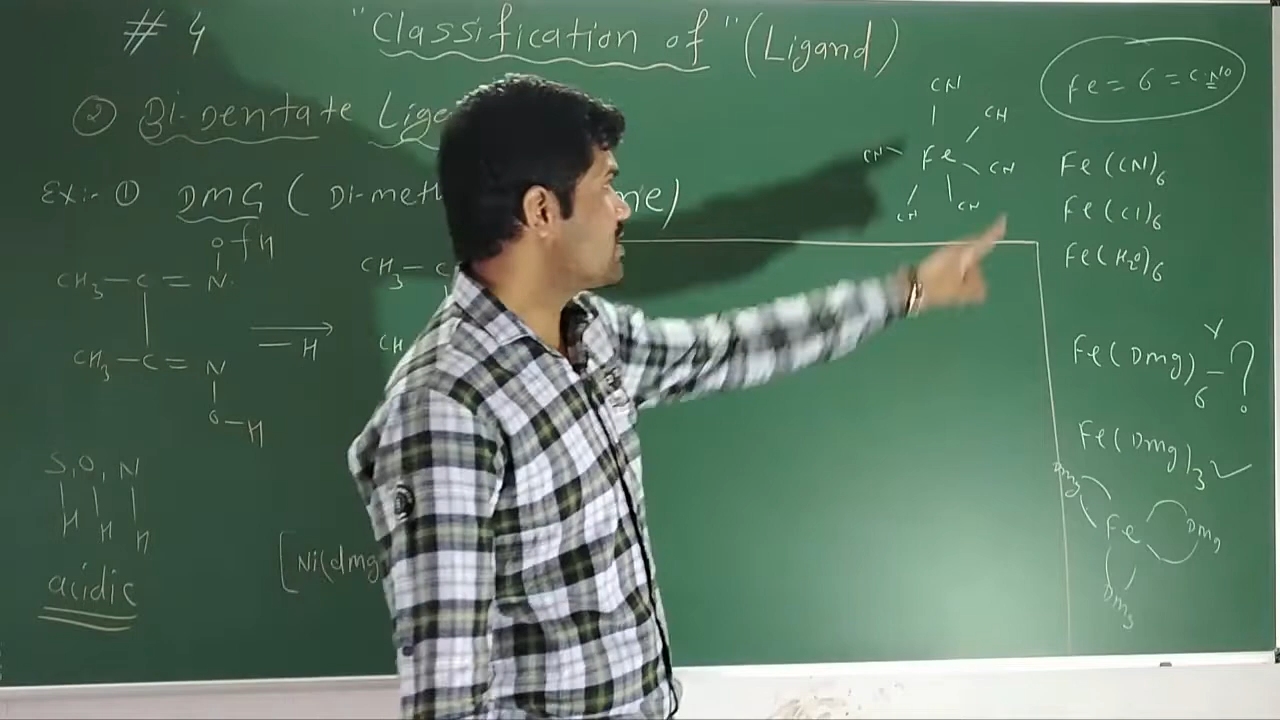 # 4 "Classification of" (Ligand)
② Bi-Dentate Liga
Ex:- ① DMG ( Di-meth me)
OfH
CH3-C=N
CH3-C=N
O-H
-H
CH3-C
CH
S, O, N
H H H
acidic
[Ni(dmg
CN
CN
CN
CN
CN
CN
Fe
Fe = 6 = C.No
Fe(CN)6
Fe(Cl)6
Fe(H2O)6
Fe(Dmg)6-?
Fe(Dmg)3 ✓
Dmg
Fe
Dmg
Dmg